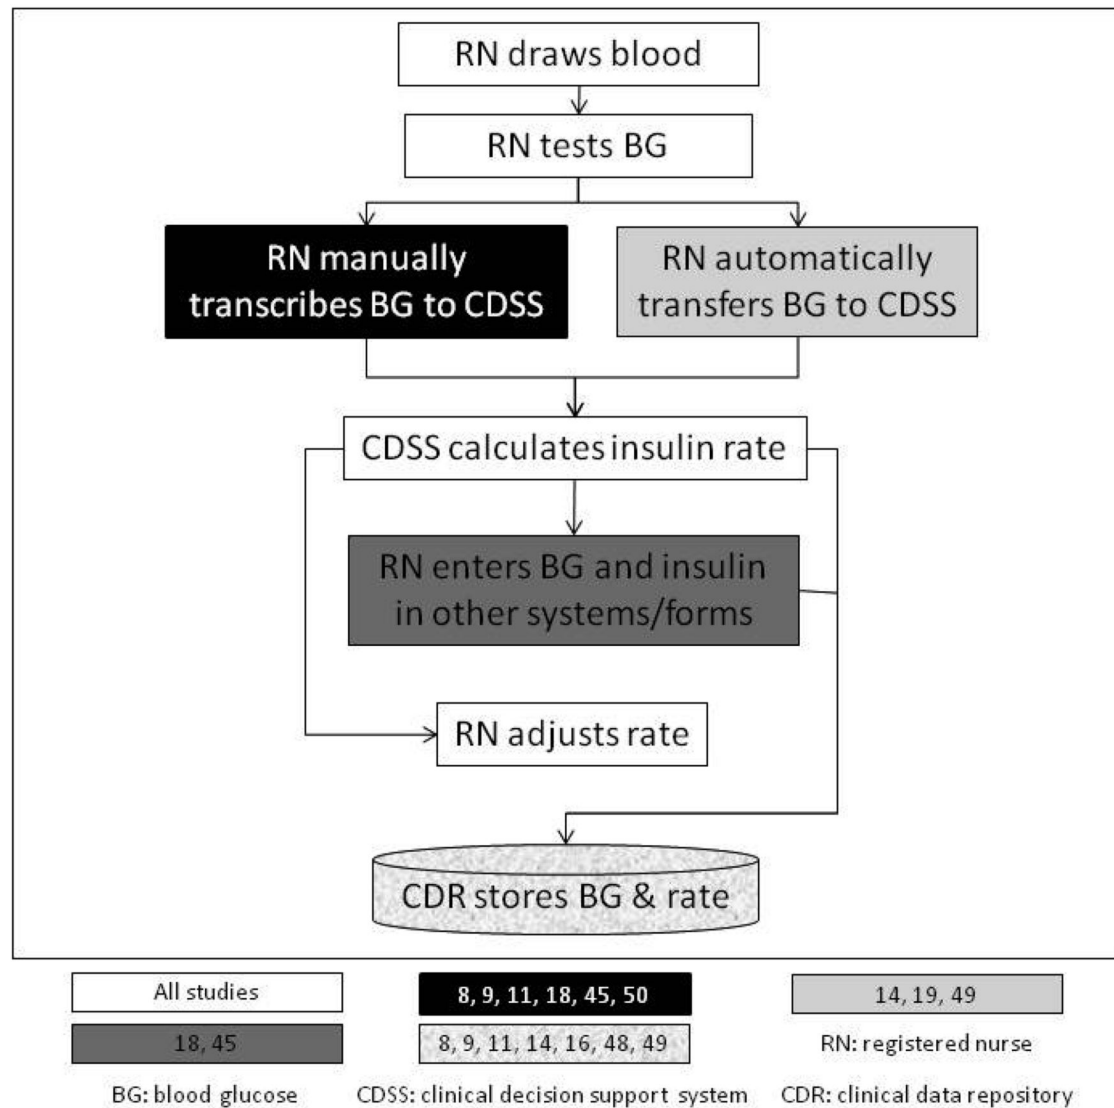 RN draws blood
RN tests BG
RN manually
transcribes BG to CDSS
RN automatically
transfers BG to CDSS
CDSS calculates insulin rate
RN enters BG and insulin
in other systems/forms
RN adjusts rate
CDR stores BG & rate
All studies
8, 9, 11, 18, 45, 50
14, 19, 49
18, 45
8, 9, 11, 14, 16, 48, 49
RN: registered nurse
BG: blood glucose
CDSS: clinical decision support system
CDR: clinical data repository